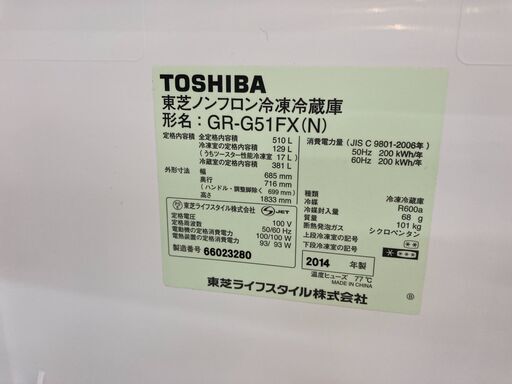 TOSHIBA
東芝ノンフロン冷凍冷蔵庫
形名：GR-G51FX(N)
定格内容積 全定格内容積 510 L
冷凍室の定格内容積 129 L
(うちツースター性能冷凍室 17 L)
冷蔵室の定格内容積 381 L
外形寸法 幅 685 mm
奥行 716 mm
(ハンドル・調整脚除く 699 mm)
高さ 1833 mm
東芝ライフスタイル株式会社 JET
定格電圧 100 V
定格周波数 50/60 Hz
電動機の定格消費電力 100/100 W
電熱装置の定格消費電力 93/ 93 W
製造番号 66023280
消費電力量 (JIS C 9801-2006年)
50Hz 200 kWh/年
60Hz 200 kWh/年
種類 冷凍冷蔵庫
冷媒 R600a
冷媒封入量 68 g
質量 101 kg
断熱発泡ガス シクロペンタン
上段冷凍室の記号
下段冷凍室の記号
2014 年製
温度ヒューズ 77℃
MADE IN CHINA
東芝ライフスタイル株式会社
Ⓑ